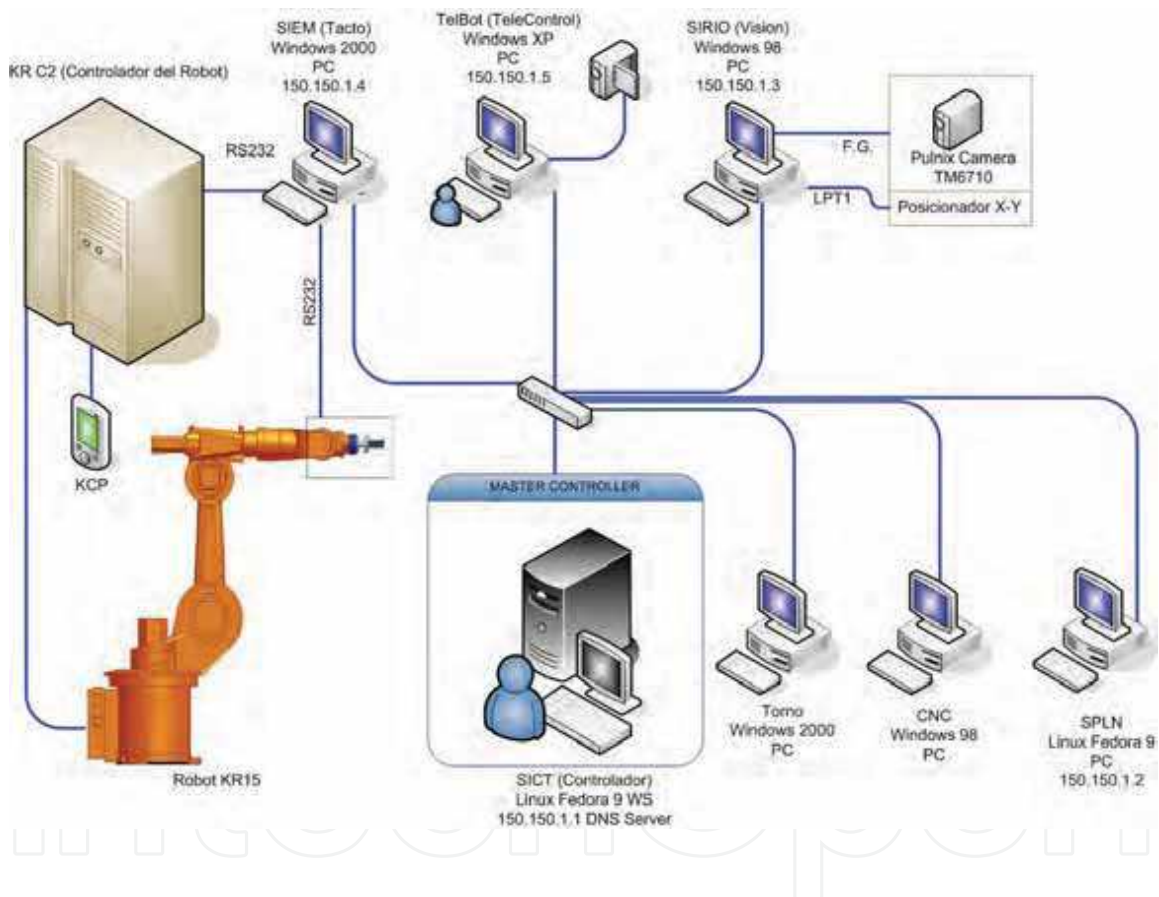 SIEM (Tacto)
Windows 2000
PC
150.150.1.4
TelBot (TeleControl)
Windows XP
PC
150.150.1.5
SIRIO (Vision)
Windows 98
PC
150.150.1.3
KR C2 (Controlador del Robot)
RS232
F.G.
Pulnix Camera
TM6710
LPT1
Posicionador X-Y
RS232
KCP
MASTER CONTROLLER
Robot KR15
SICT (Controlador)
Linux Fedora 9 WS
150.150.1.1 DNS Server
Torno
Windows 2000
PC
CNC
Windows 98
PC
SPLN
Linux Fedora 9
PC
150.150.1.2
intechopen